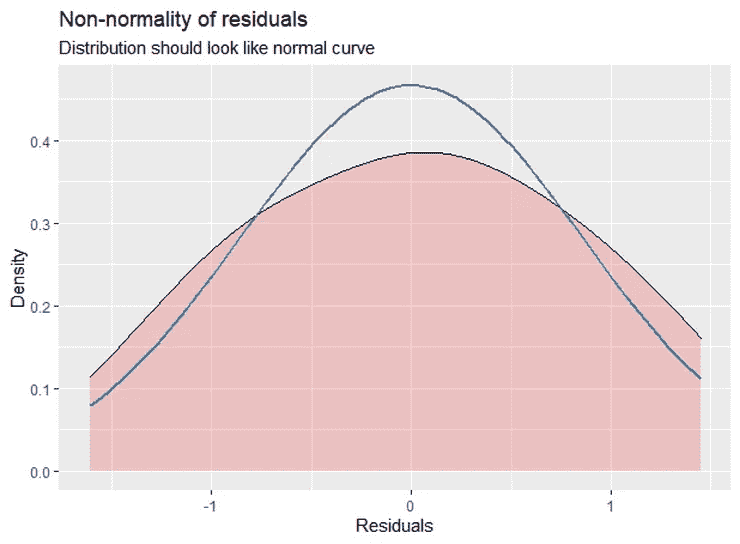 Non-normality of residuals
Distribution should look like normal curve
Density
0.4
0.3
0.2
0.1
0.0
-1
0
1
Residuals